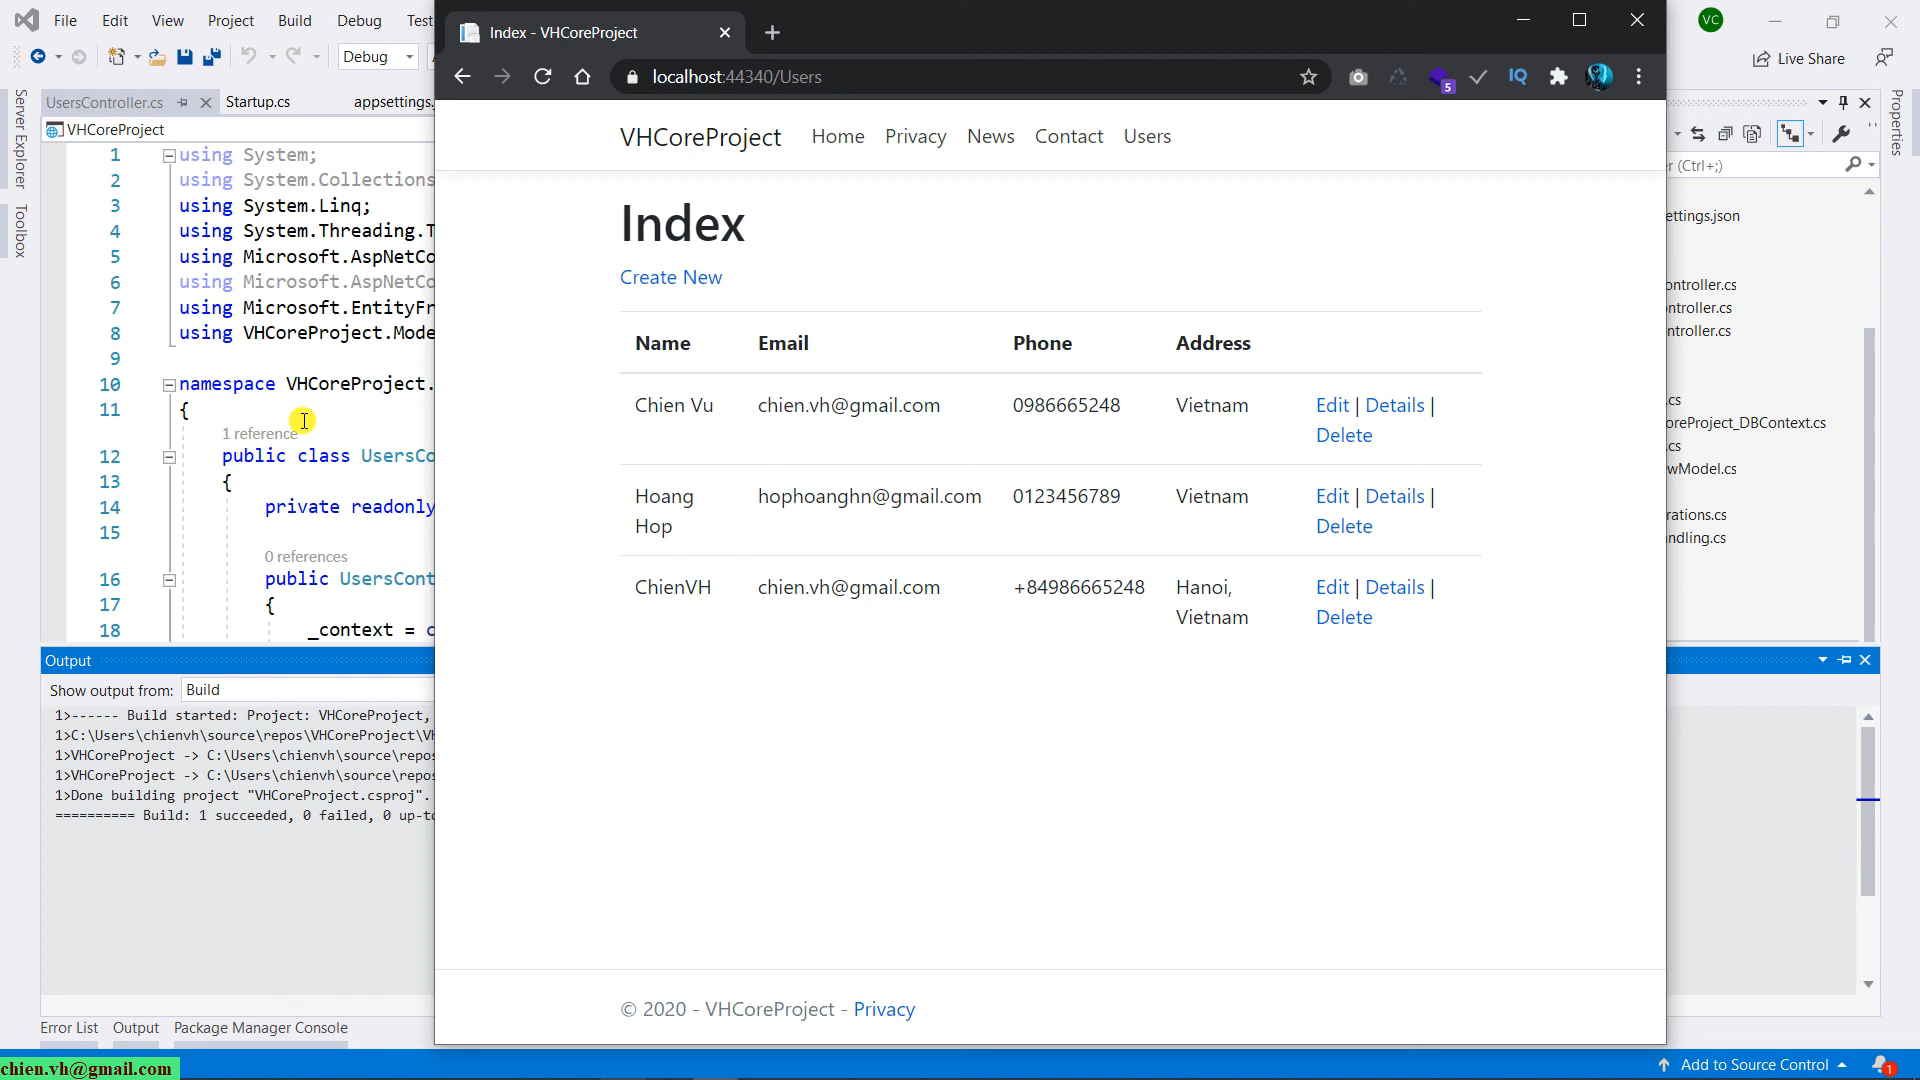 File Edit View Project Build Debug Test
Debug
VC
Live Share
Server Explorer
Toolbox
UsersController.cs
Startup.cs
appsettings.
VHCoreProject
1 using System;
2 using System.Collections
3 using System.Linq;
4 using System.Threading.T
5 using Microsoft.AspNetCo
6 using Microsoft.AspNetCo
7 using Microsoft.EntityFr
8 using VHCoreProject.Mode
9
10 namespace VHCoreProject.
11 {
1 reference
12 public class UsersCo
13 {
14 private readonly
15
0 references
16 public UsersCont
17 {
18 _context = c
Output
Show output from: Build
1>------ Build started: Project: VHCoreProject,
1>C:\Users\chienvh\source\repos\VHCoreProject\VH
1>VHCoreProject -> C:\Users\chienvh\source\repos
1>VHCoreProject -> C:\Users\chienvh\source\repos
1>Done building project "VHCoreProject.csproj".
========== Build: 1 succeeded, 0 failed, 0 up-to
Error List Output Package Manager Console
chien.vh@gmail.com
Index - VHCoreProject
localhost:44340/Users
5
IQ
VHCoreProject Home Privacy News Contact Users
Index
Create New
Name Email Phone Address
Chien Vu chien.vh@gmail.com 0986665248 Vietnam Edit | Details |
Delete
Hoang hophoanghn@gmail.com 0123456789 Vietnam Edit | Details |
Hop Delete
ChienVH chien.vh@gmail.com +84986665248 Hanoi, Edit | Details |
Vietnam Delete
© 2020 - VHCoreProject - Privacy
Properties
r (Ctrl+;)
ettings.json
ontroller.cs
ontroller.cs
ntroller.cs
.cs
oreProject_DBContext.cs
.cs
wModel.cs
rations.cs
ndling.cs
Add to Source Control
1